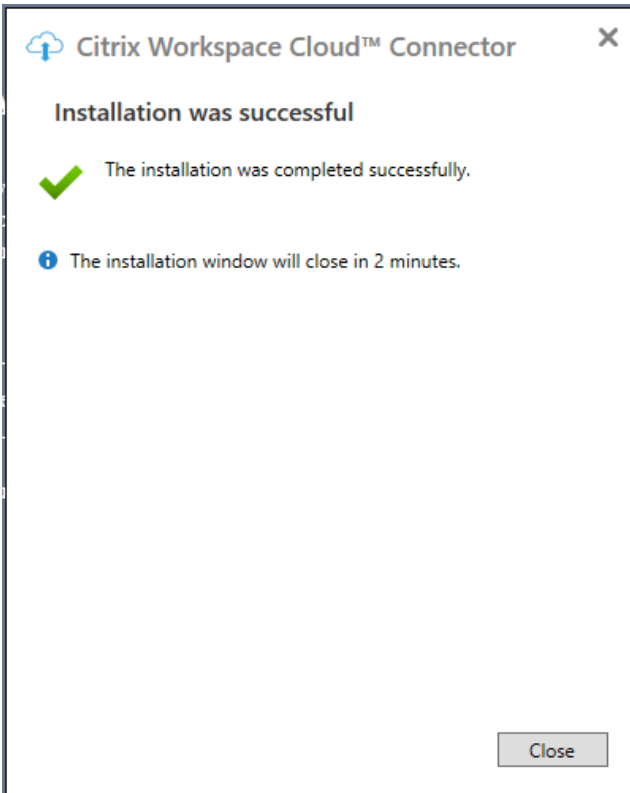 Citrix Workspace Cloud™ Connector
Installation was successful
The installation was completed successfully.
The installation window will close in 2 minutes.
Close